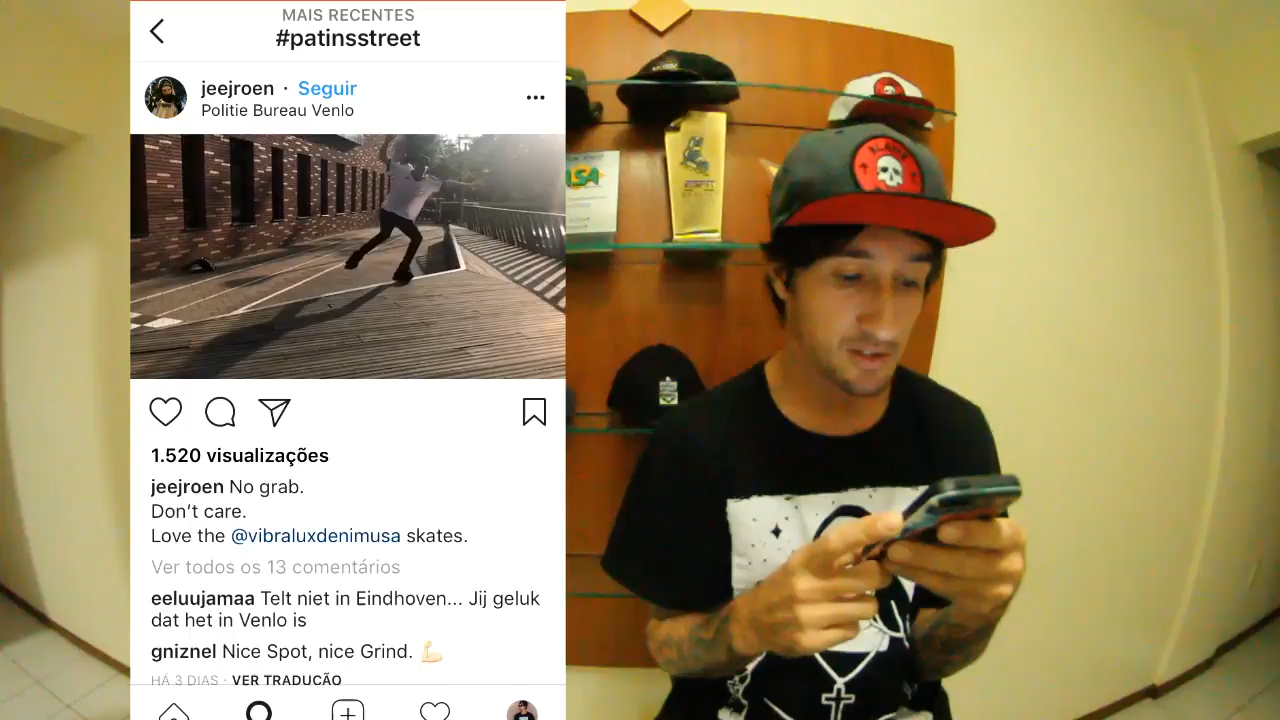 MAIS RECENTES
#patinsstreet
jeejroen · Seguir
Politie Bureau Venlo
1.520 visualizações
jeejroen No grab.
Don’t care.
Love the @vibraluxdenimusa skates.
Ver todos os 13 comentários
eeluujamaa Telt niet in Eindhoven... Jij geluk
dat het in Venlo is
gniznel Nice Spot, nice Grind. 💪🏻
HÁ 3 DIAS · VER TRADUÇÃO